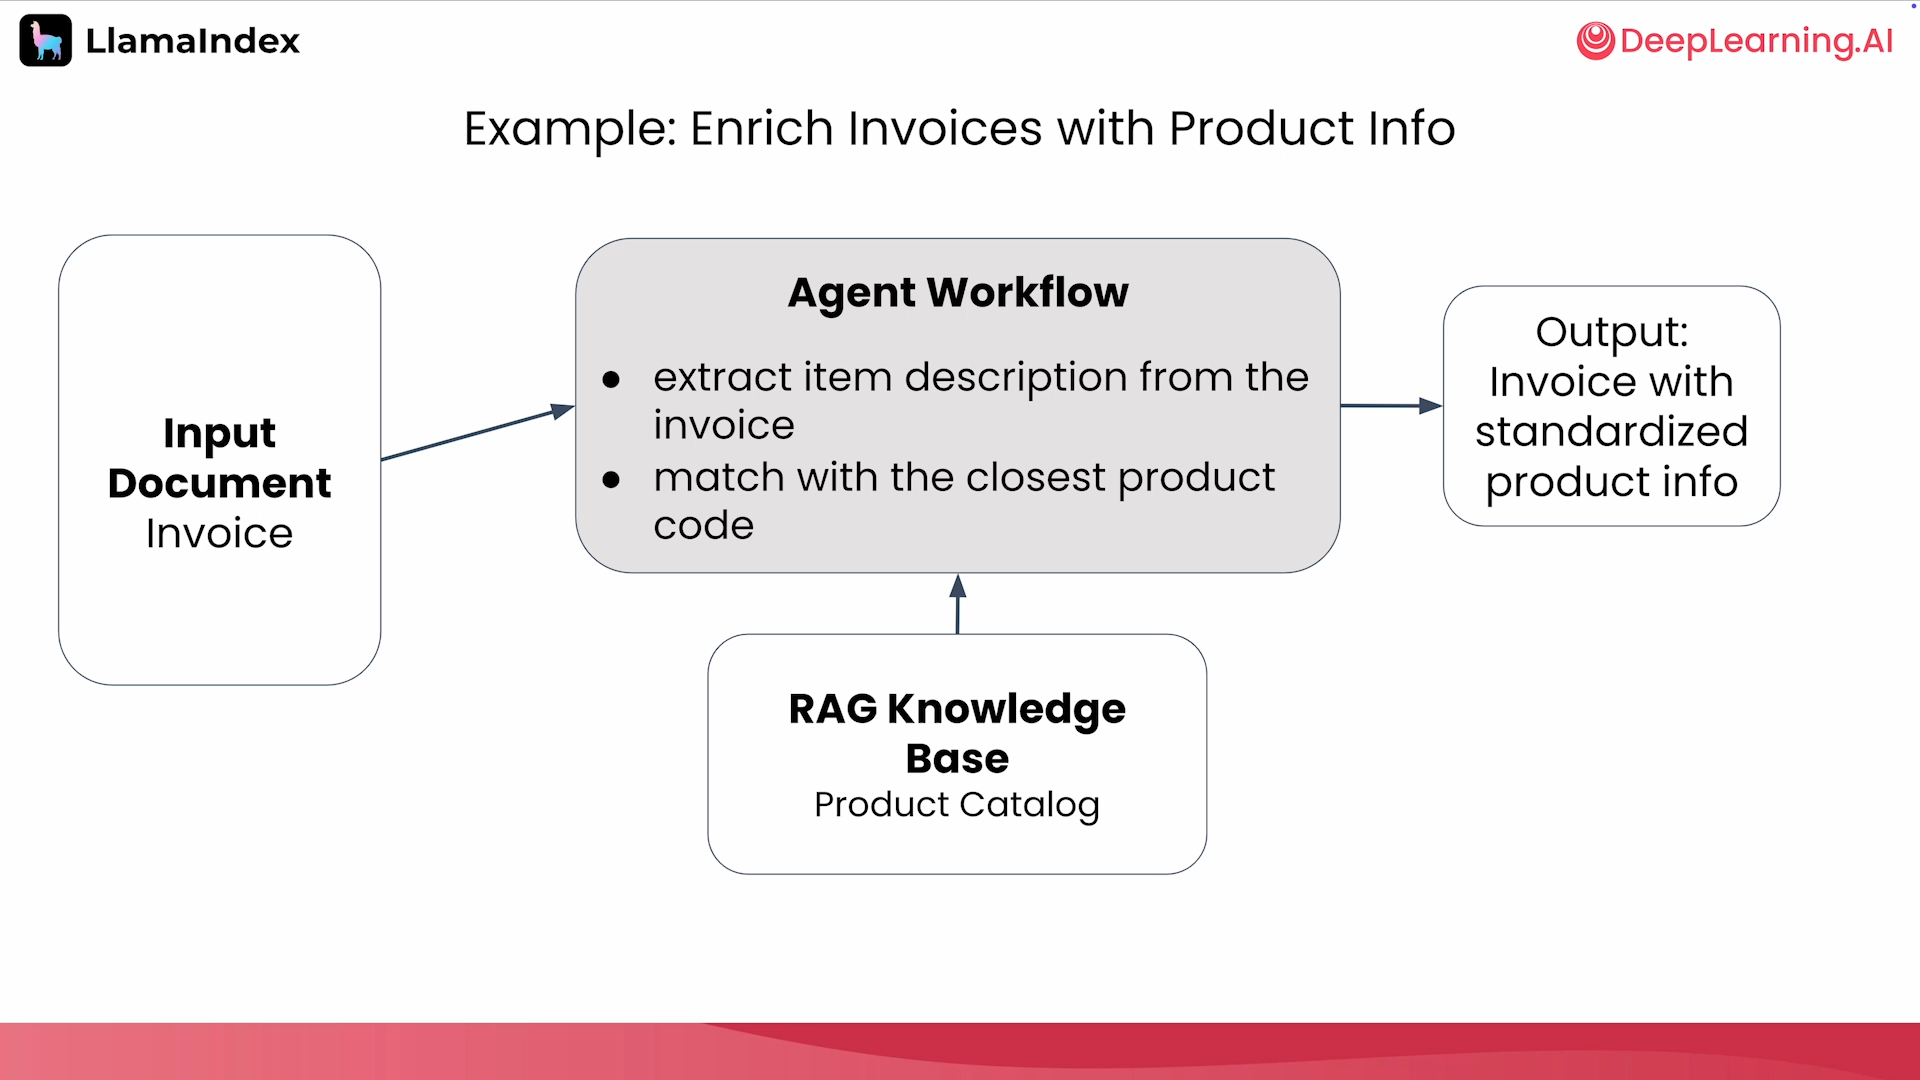 LlamaIndex
DeepLearning.AI
Example: Enrich Invoices with Product Info
Input
Document
Invoice
Agent Workflow
● extract item description from the
invoice
● match with the closest product
code
Output:
Invoice with
standardized
product info
RAG Knowledge
Base
Product Catalog